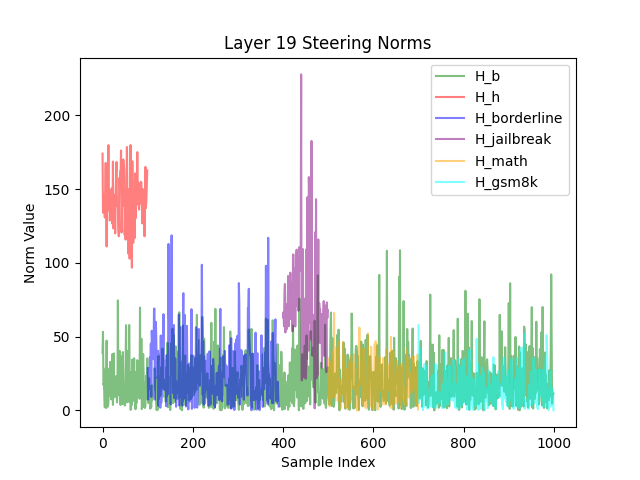 Layer 19 Steering Norms
H_b
H_h
H_borderline
H_jailbreak
H_math
H_gsm8k
Norm Value
200
150
100
50
0
0
200
400
600
800
1000
Sample Index